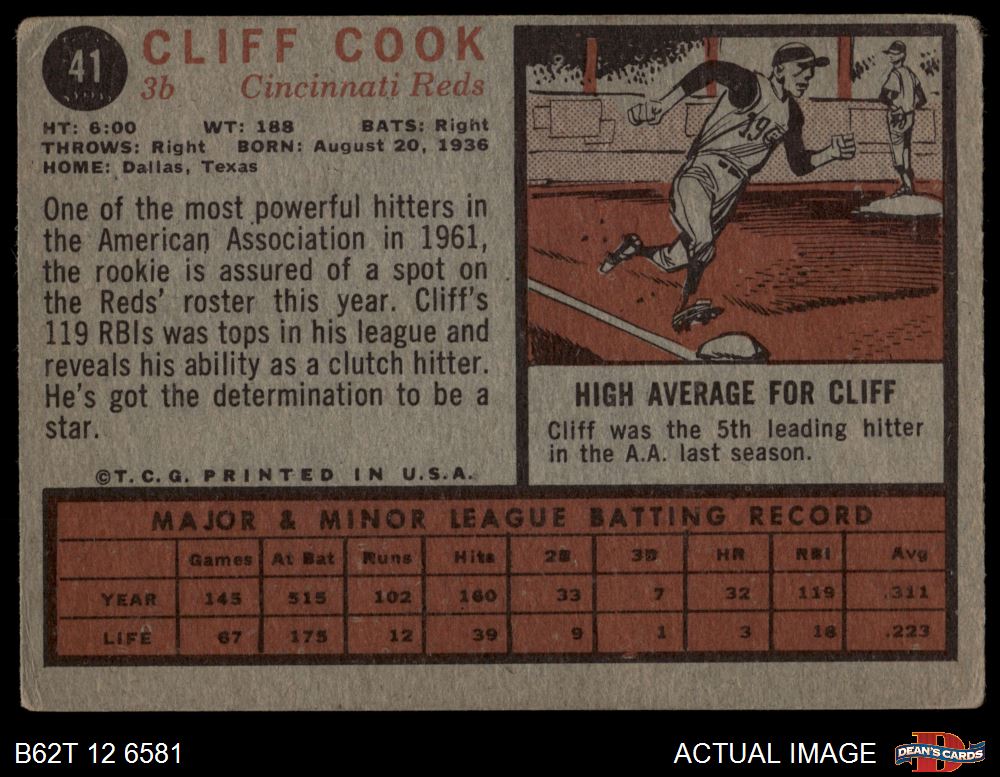 41
CLIFF COOK
3b Cincinnati Reds
HT: 6:00 WT: 188 BATS: Right
THROWS: Right BORN: August 20, 1936
HOME: Dallas, Texas
One of the most powerful hitters in
the American Association in 1961,
the rookie is assured of a spot on
the Reds' roster this year. Cliff's
119 RBIs was tops in his league and
reveals his ability as a clutch hitter.
He's got the determination to be a
star.
©T.C.G. PRINTED IN U.S.A.
19
HIGH AVERAGE FOR CLIFF
Cliff was the 5th leading hitter
in the A.A. last season.
MAJOR & MINOR LEAGUE BATTING RECORD
Games At Bat Runs Hits 2B 3B HR RBI Avg
YEAR 145 515 102 160 33 7 32 119 .311
LIFE 67 175 12 39 9 1 3 18 .223
B62T 12 6581
ACTUAL IMAGE
DEAN'S CARDS